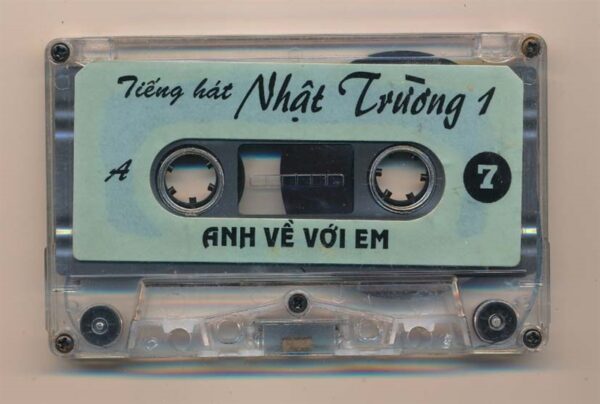 Tiếng hát Nhật Trường 1
A
7
ANH VỀ VỚI EM